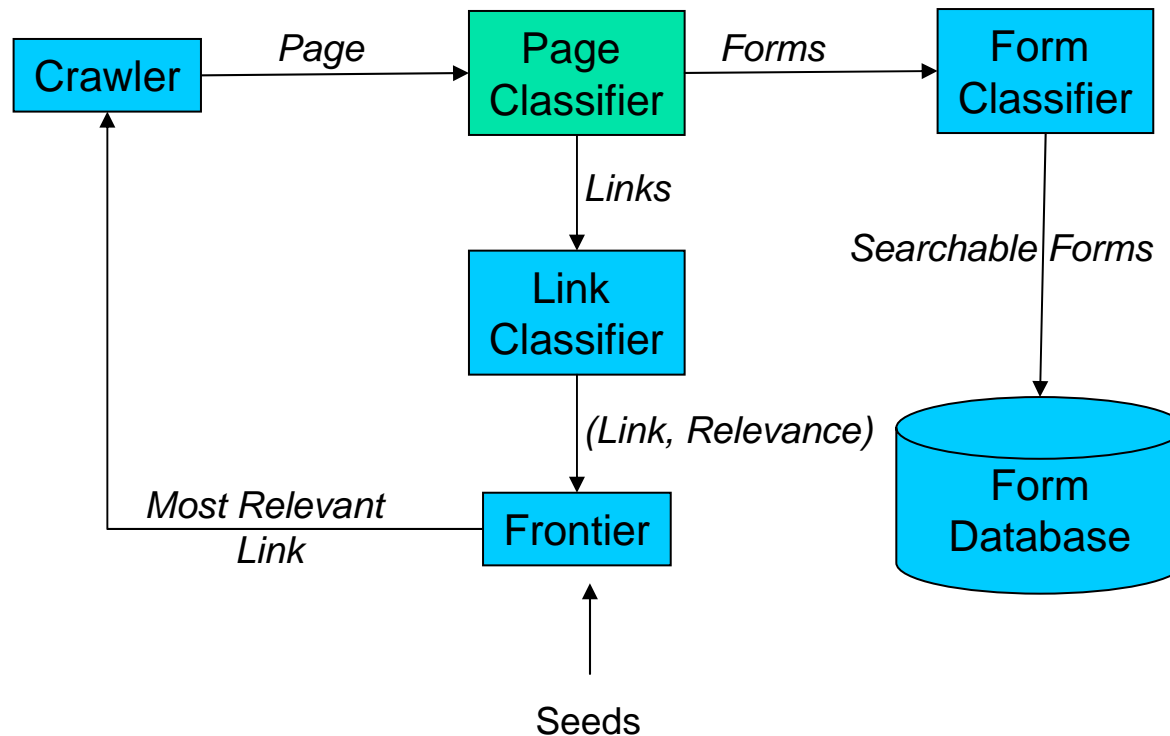 Crawler
Page
Page
Classifier
Forms
Form
Classifier
Links
Searchable Forms
Link
Classifier
(Link, Relevance)
Most Relevant
Link
Frontier
Form
Database
Seeds